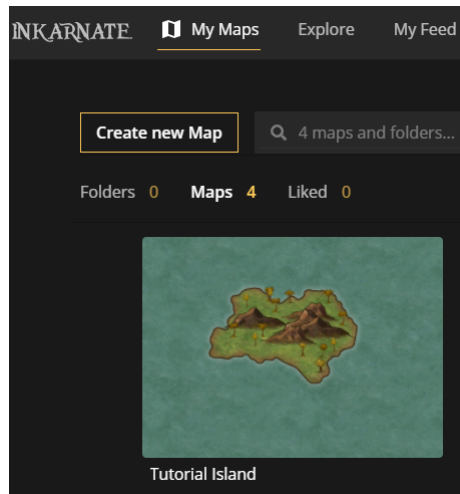 INKARNATE My Maps Explore My Feed
Create new Map 4 maps and folders...
Folders 0 Maps 4 Liked 0
Tutorial Island